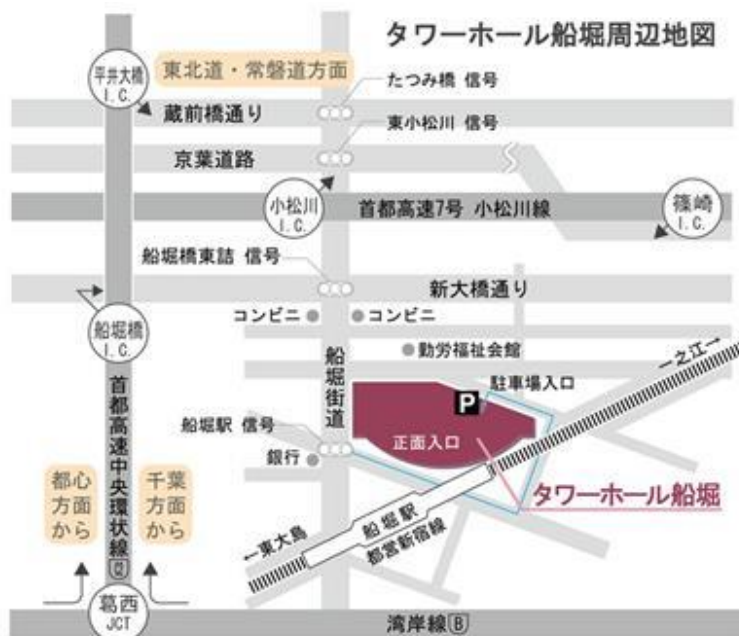 タワーホール船堀周辺地図
平井大橋
I.C.
東北道・常磐道方面
たつみ橋 信号
蔵前橋通り
東小松川 信号
京葉道路
小松川
I.C.
首都高速7号 小松川線
篠崎
I.C.
船堀橋東詰 信号
新大橋通り
コンビニ
コンビニ
船堀橋
I.C.
勤労福祉会館
一之江→
船堀街道
駐車場入口
P
首都高速中央環状線
C2
船堀駅 信号
正面入口
銀行
タワーホール船堀
都心
方面
から
千葉
方面
から
船堀駅
都営新宿線
←東大島
葛西
JCT
湾岸線 B